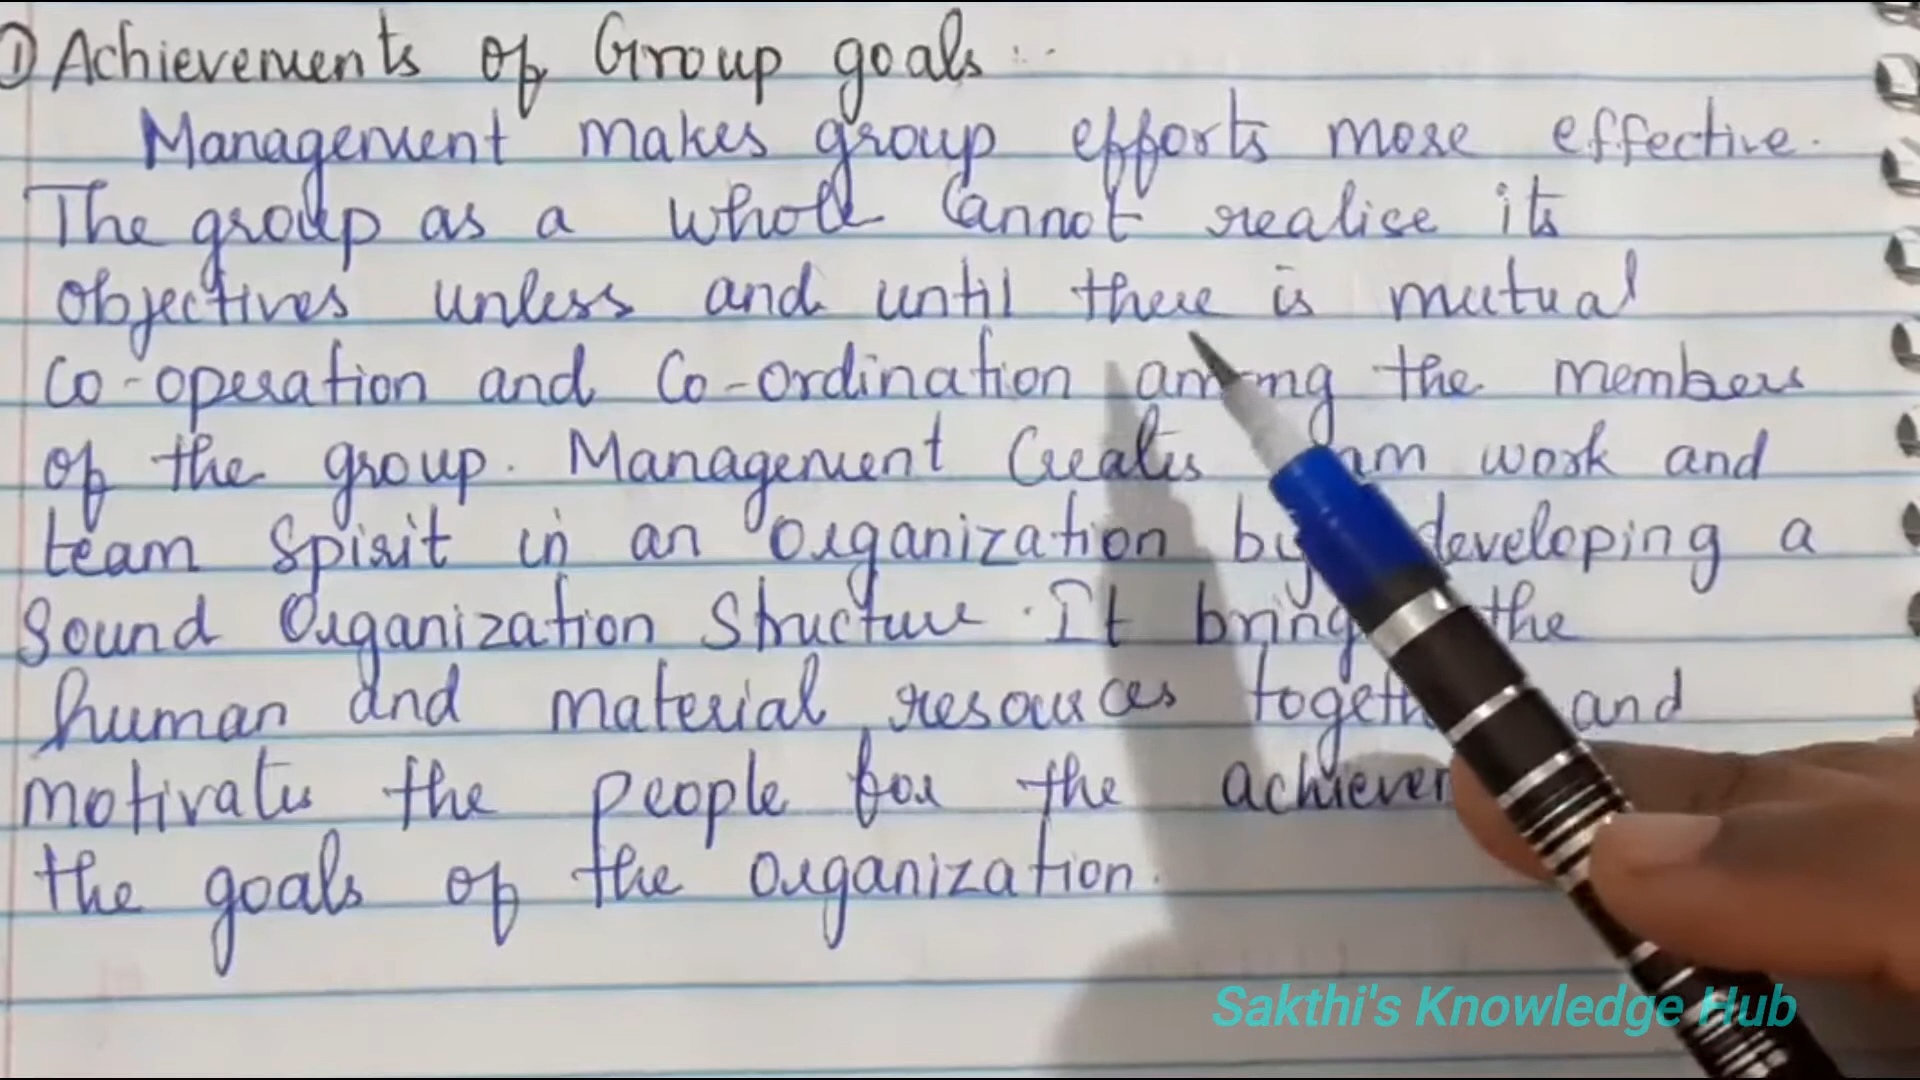 1) Achievements of Group goals :-
Management makes group efforts more effective.
The group as a whole cannot realise its
objectives unless and until there is mutual
co-operation and co-ordination among the members
of the group. Management creates work and
team spirit in an organization by developing a
sound organization structure. It the
human and material resources and
motivates the people for the
the goals of the organization.
Sakthi's Knowledge Hub